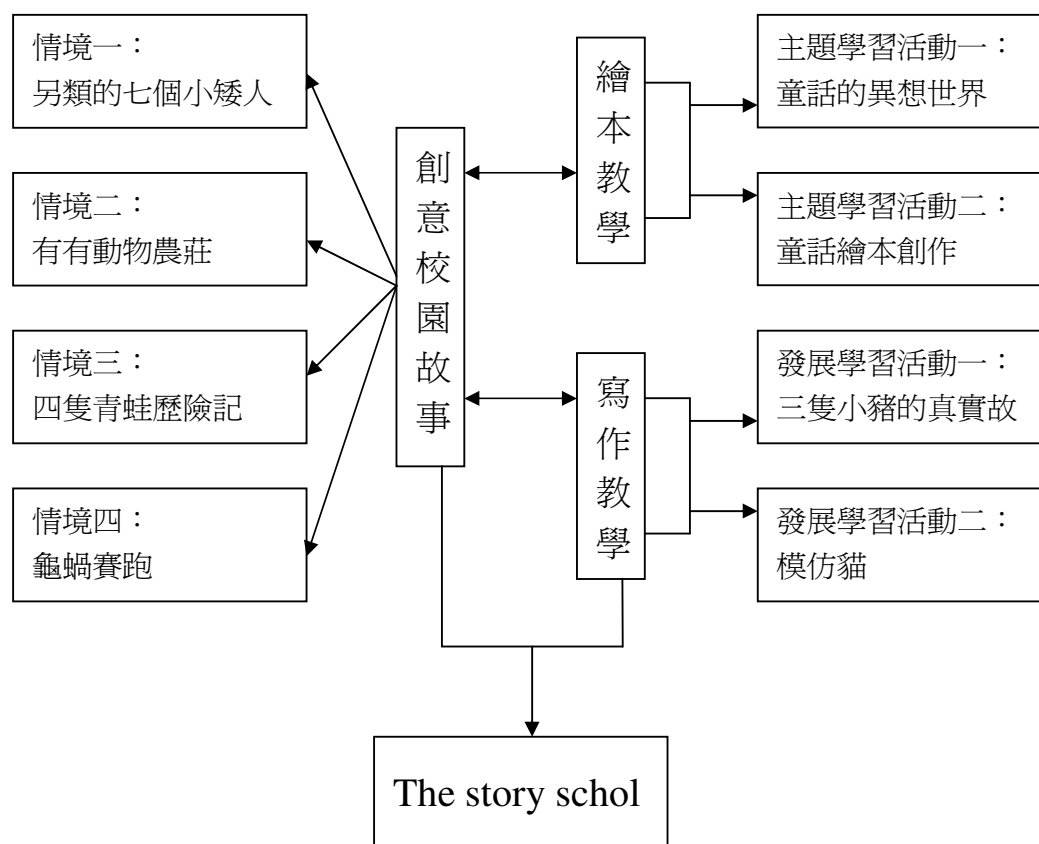 情境一：
另類的七個小矮人
情境二：
有有動物農莊
情境三：
四隻青蛙歷險記
情境四：
龜蝸賽跑
創意校園故事
繪本教學
寫作教學
主題學習活動一：
童話的異想世界
主題學習活動二：
童話繪本創作
發展學習活動一：
三隻小豬的真實故
發展學習活動二：
模仿貓
The story schol